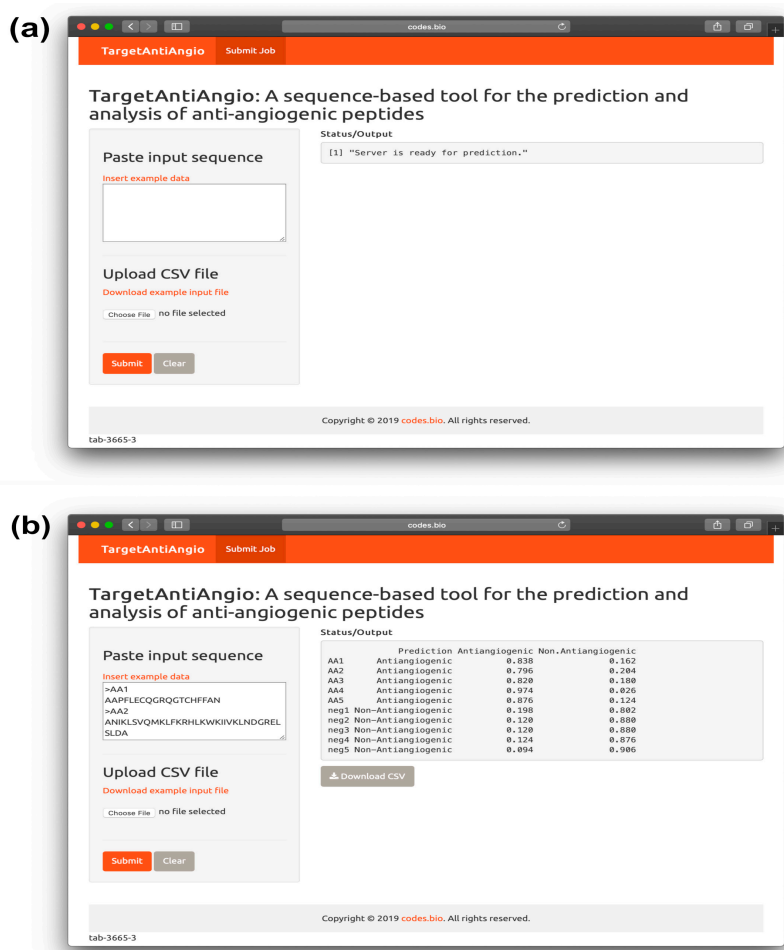 (a)
codes.bio
TargetAntiAngio Submit Job
TargetAntiAngio: A sequence-based tool for the prediction and
analysis of anti-angiogenic peptides
Paste input sequence
Insert example data
Upload CSV file
Download example input file
Choose File no file selected
Submit Clear
Status/Output
[1] "Server is ready for prediction."
Copyright © 2019 codes.bio. All rights reserved.
tab-3665-3
(b)
codes.bio
TargetAntiAngio Submit Job
TargetAntiAngio: A sequence-based tool for the prediction and
analysis of anti-angiogenic peptides
Paste input sequence
Insert example data
>AA1
AAPFLECQGRQGTCHFFAN
>AA2
ANIKLSVQMKLFKRHLKWKIIVKLNDGREL
SLDA
Upload CSV file
Download example input file
Choose File no file selected
Submit Clear
Status/Output
Prediction Antiangiogenic Non.Antiangiogenic
AA1 Antiangiogenic 0.838 0.162
AA2 Antiangiogenic 0.796 0.204
AA3 Antiangiogenic 0.820 0.180
AA4 Antiangiogenic 0.974 0.026
AA5 Antiangiogenic 0.876 0.124
neg1 Non-Antiangiogenic 0.198 0.802
neg2 Non-Antiangiogenic 0.120 0.880
neg3 Non-Antiangiogenic 0.120 0.880
neg4 Non-Antiangiogenic 0.124 0.876
neg5 Non-Antiangiogenic 0.094 0.906
Download CSV
Copyright © 2019 codes.bio. All rights reserved.
tab-3665-3